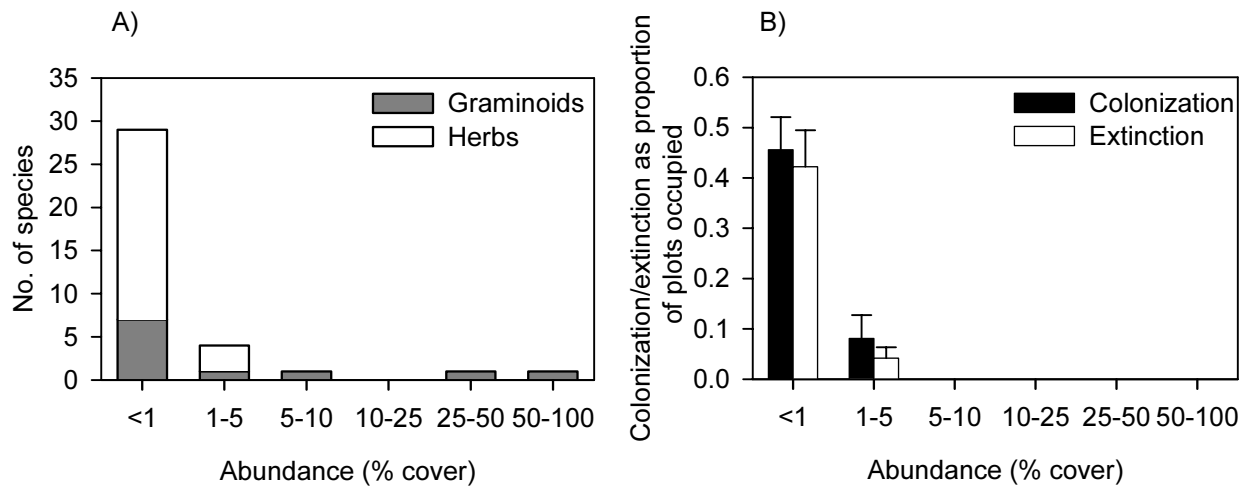 A)
No. of species
35
30
25
20
15
10
5
0
Graminoids
Herbs
<1 1-5 5-10 10-25 25-50 50-100
Abundance (% cover)
B)
Colonization/extinction as proportion
of plots occupied
0.6
0.5
0.4
0.3
0.2
0.1
0.0
Colonization
Extinction
<1 1-5 5-10 10-25 25-50 50-100
Abundance (% cover)